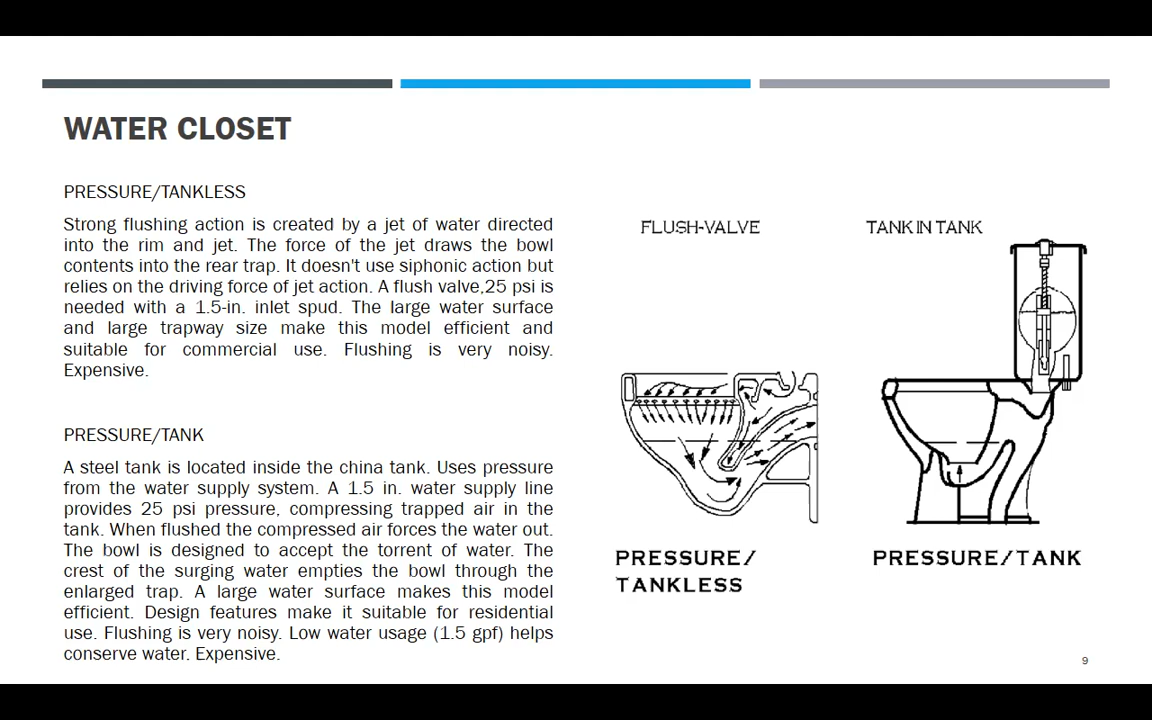 WATER CLOSET
PRESSURE/TANKLESS
Strong flushing action is created by a jet of water directed
into the rim and jet. The force of the jet draws the bowl
contents into the rear trap. It doesn't use siphonic action but
relies on the driving force of jet action. A flush valve,25 psi is
needed with a 1.5-in. inlet spud. The large water surface
and large trapway size make this model efficient and
suitable for commercial use. Flushing is very noisy.
Expensive.
PRESSURE/TANK
A steel tank is located inside the china tank. Uses pressure
from the water supply system. A 1.5 in. water supply line
provides 25 psi pressure, compressing trapped air in the
tank. When flushed the compressed air forces the water out.
The bowl is designed to accept the torrent of water. The
crest of the surging water empties the bowl through the
enlarged trap. A large water surface makes this model
efficient. Design features make it suitable for residential
use. Flushing is very noisy. Low water usage (1.5 gpf) helps
conserve water. Expensive.
FLUSH-VALVE
PRESSURE/
TANKLESS
TANK IN TANK
PRESSURE/TANK
9